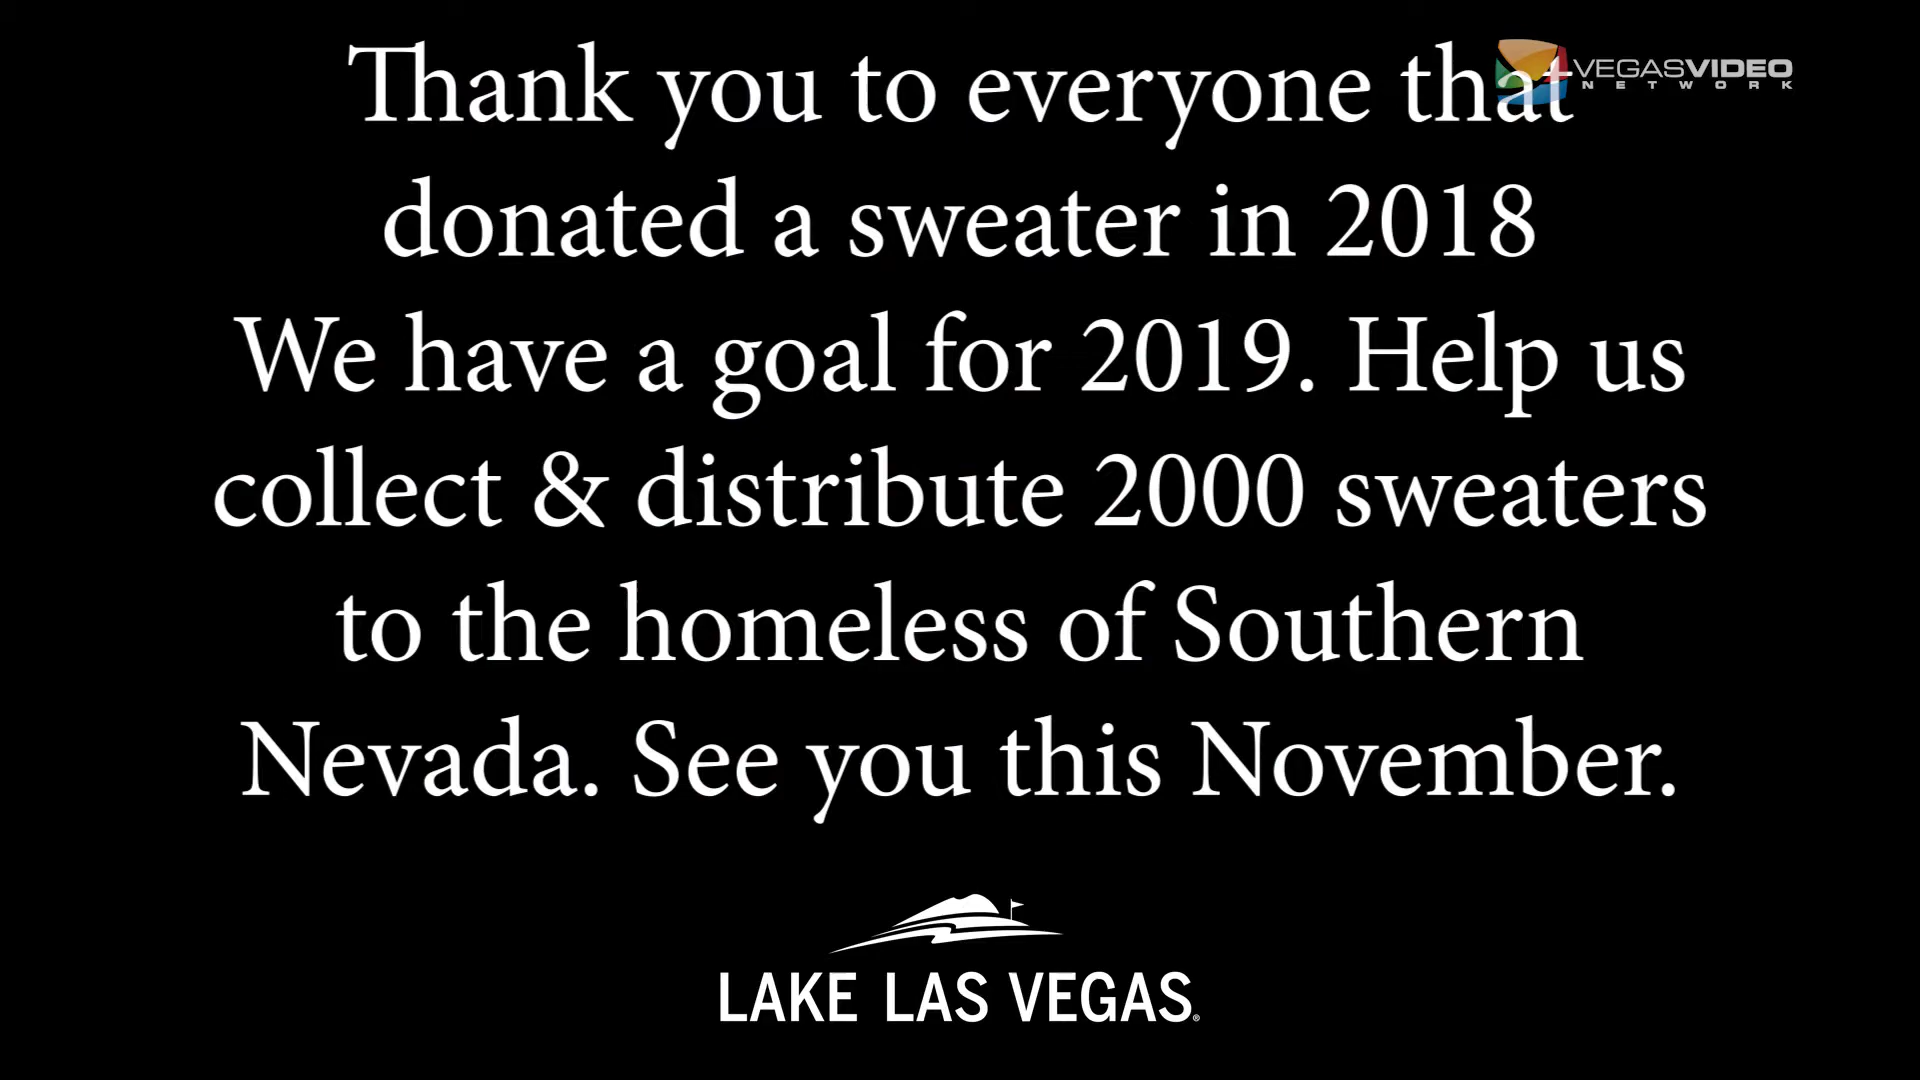 Thank you to everyone that
VEGASVIDEO
NETWORK
donated a sweater in 2018
We have a goal for 2019. Help us
collect & distribute 2000 sweaters
to the homeless of Southern
Nevada. See you this November.
LAKE LAS VEGAS®